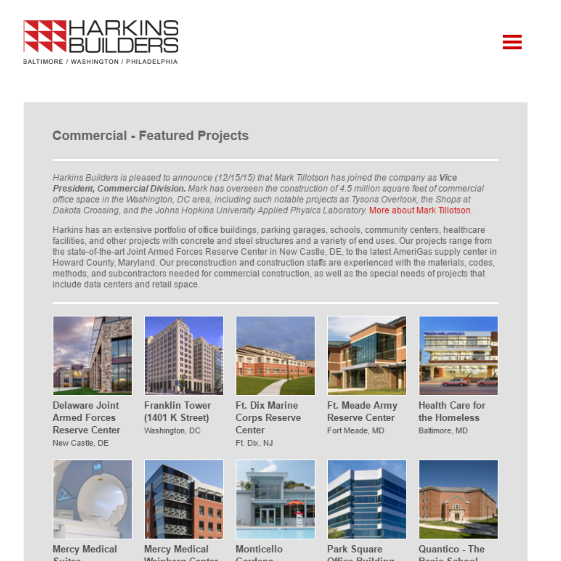 HARKINS
BUILDERS
BALTIMORE / WASHINGTON / PHILADELPHIA
Commercial - Featured Projects
Harkins Builders is pleased to announce (12/15/15) that Mark Tillotson has joined the company as Vice
President, Commercial Division. Mark has overseen the construction of 4.5 million square feet of commercial
office space in the Washington, DC area, including such notable projects as Tysons Overlook, the Shops at
Dakota Crossing, and the Johns Hopkins University Applied Physics Laboratory. More about Mark Tillotson.
Harkins has an extensive portfolio of office buildings, parking garages, schools, community centers, healthcare
facilities, and other projects with concrete and steel structures and a variety of end uses. Our projects range from
the state-of-the-art Joint Armed Forces Reserve Center in New Castle, DE, to the latest AmeriGas supply center in
Howard County, Maryland. Our preconstruction and construction staffs are experienced with the materials, codes,
methods, and subcontractors needed for commercial construction, as well as the special needs of projects that
include data centers and retail space.
Delaware Joint
Armed Forces
Reserve Center
New Castle, DE
Franklin Tower
(1401 K Street)
Washington, DC
Ft. Dix Marine
Corps Reserve
Center
Ft. Dix, NJ
Ft. Meade Army
Reserve Center
Fort Meade, MD
Health Care for
the Homeless
Baltimore, MD
Mercy Medical
Suites
Mercy Medical
Weinberg Center
Monticello
Gardens
Park Square
Office Building
Quantico - The
Basic School